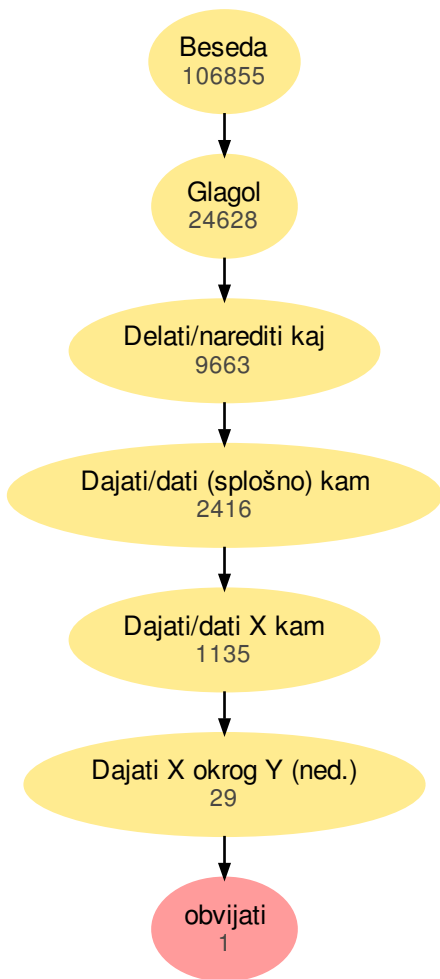 Beseda
106855
Glagol
24628
Delati/narediti kaj
9663
Dajati/dati (splošno) kam
2416
Dajati/dati X kam
1135
Dajati X okrog Y (ned.)
29
obvijati
1